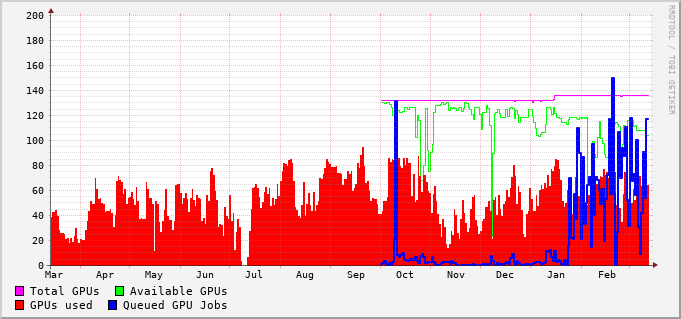 200
180
160
140
120
100
80
60
40
20
0
Mar Apr May Jun Jul Aug Sep Oct Nov Dec Jan Feb
Total GPUs Available GPUs
GPUs used Queued GPU Jobs
RRDTOOL / TOBI OETIKER